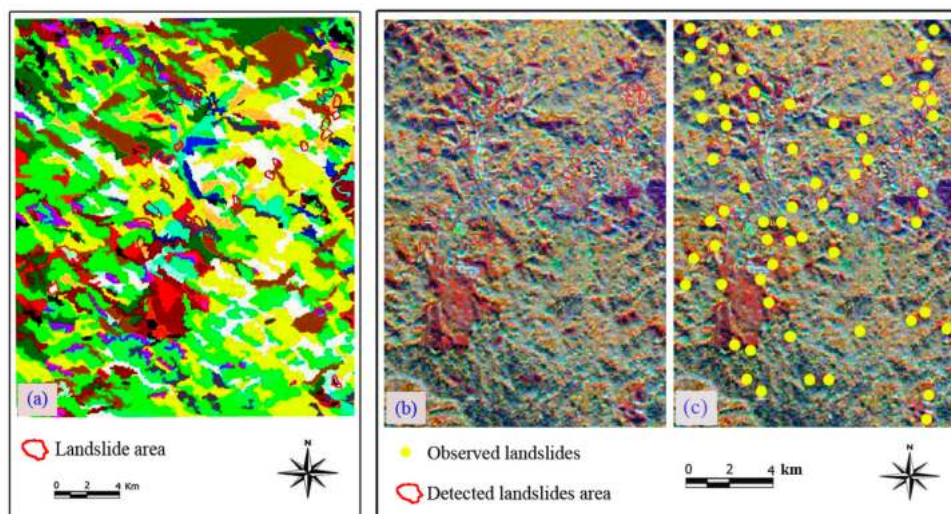 (a)
(b)
(c)
Landslide area
N
0 2 4 Km
Observed landslides
Detected landslides area
0 2 4 km
N